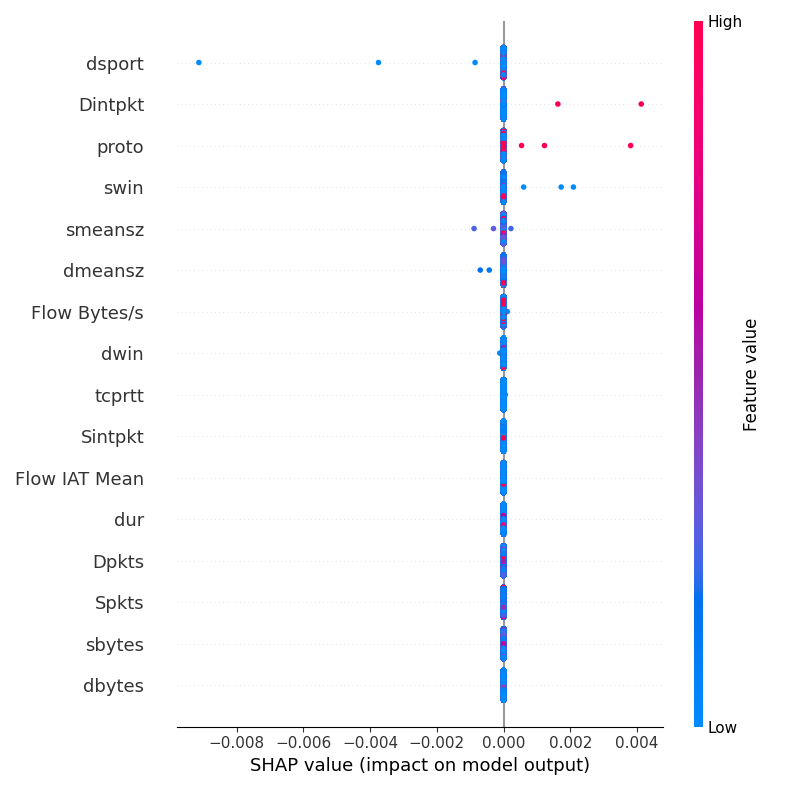 High
dsport
Dintpkt
proto
swin
smeansz
dmeansz
Flow Bytes/s
dwin
tcprtt
Sintpkt
Flow IAT Mean
dur
Dpkts
Spkts
sbytes
dbytes
Feature value
Low
−0.008 −0.006 −0.004 −0.002 0.000 0.002 0.004
SHAP value (impact on model output)